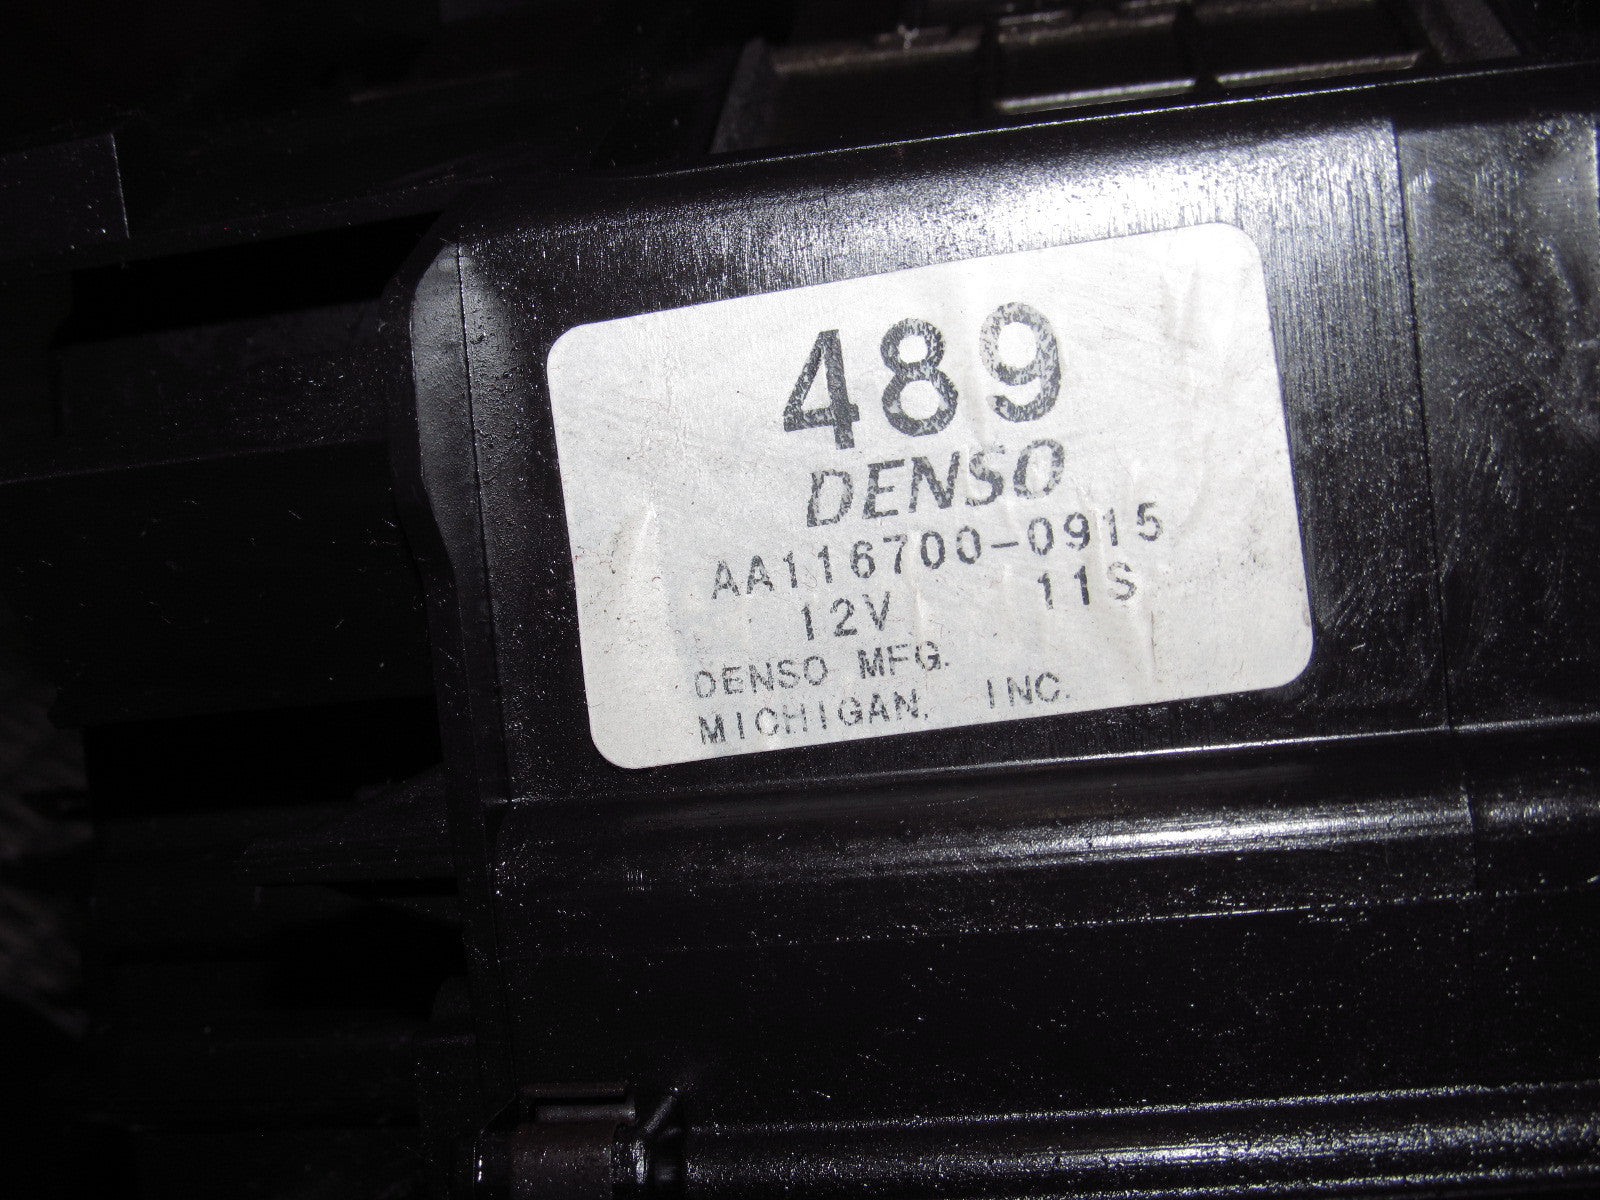 489
DENSO
AA116700-0915
12V 11S
DENSO MFG.
MICHIGAN, INC.